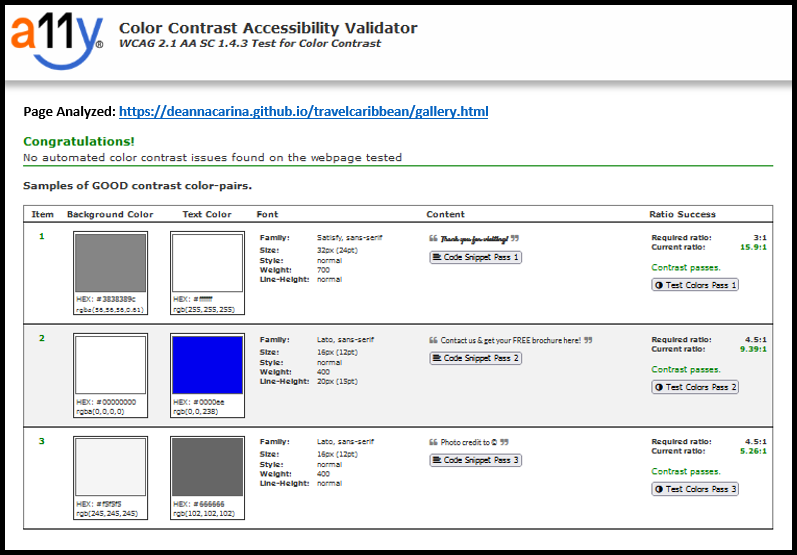 a11y®
Color Contrast Accessibility Validator
WCAG 2.1 AA SC 1.4.3 Test for Color Contrast
Page Analyzed: https://deannacarina.github.io/travelcaribbean/gallery.html
Congratulations!
No automated color contrast issues found on the webpage tested
Samples of GOOD contrast color-pairs.
Item Background Color Text Color Font Content Ratio Success
1
HEX: #3838389c
rgba(56,56,56,0.61)
HEX: #ffffff
rgb(255,255,255)
Family: Satisfy, sans-serif
Size: 32px (24pt)
Style: normal
Weight: 700
Line-Height: normal
“ Thank you for visiting! ”
Code Snippet Pass 1
Required ratio: 3:1
Current ratio: 15.9:1
Contrast passes.
Test Colors Pass 1
2
HEX: #00000000
rgba(0,0,0,0)
HEX: #0000ee
rgb(0,0,238)
Family: Lato, sans-serif
Size: 16px (12pt)
Style: normal
Weight: 400
Line-Height: 20px (15pt)
“ Contact us & get your FREE brochure here! ”
Code Snippet Pass 2
Required ratio: 4.5:1
Current ratio: 9.39:1
Contrast passes.
Test Colors Pass 2
3
HEX: #f5f5f5
rgb(245,245,245)
HEX: #666666
rgb(102,102,102)
Family: Lato, sans-serif
Size: 16px (12pt)
Style: normal
Weight: 400
Line-Height: normal
“ Photo credit to © ”
Code Snippet Pass 3
Required ratio: 4.5:1
Current ratio: 5.26:1
Contrast passes.
Test Colors Pass 3